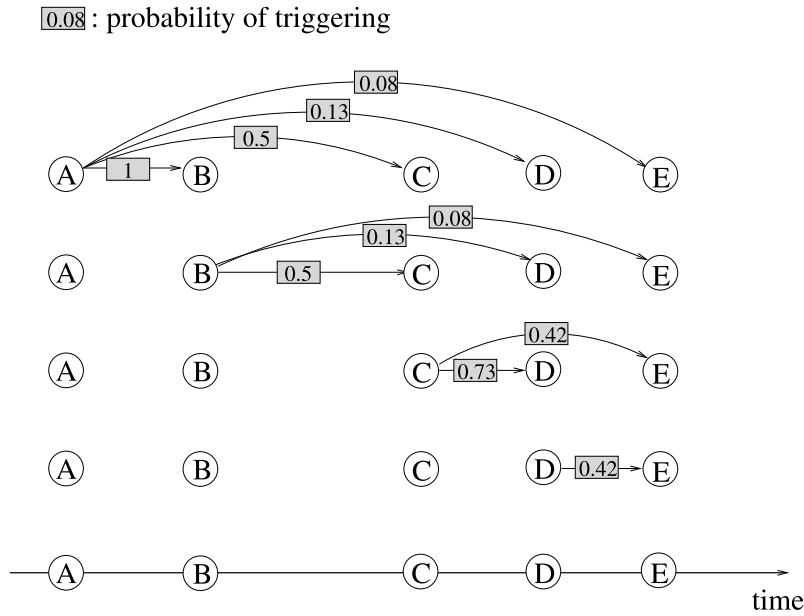 0.08 : probability of triggering
0.08
0.13
0.5
A 1 B C D E
0.08
0.13
A B 0.5 C D E
0.42
A B C 0.73 D E
A B C D 0.42 E
A B C D E
time